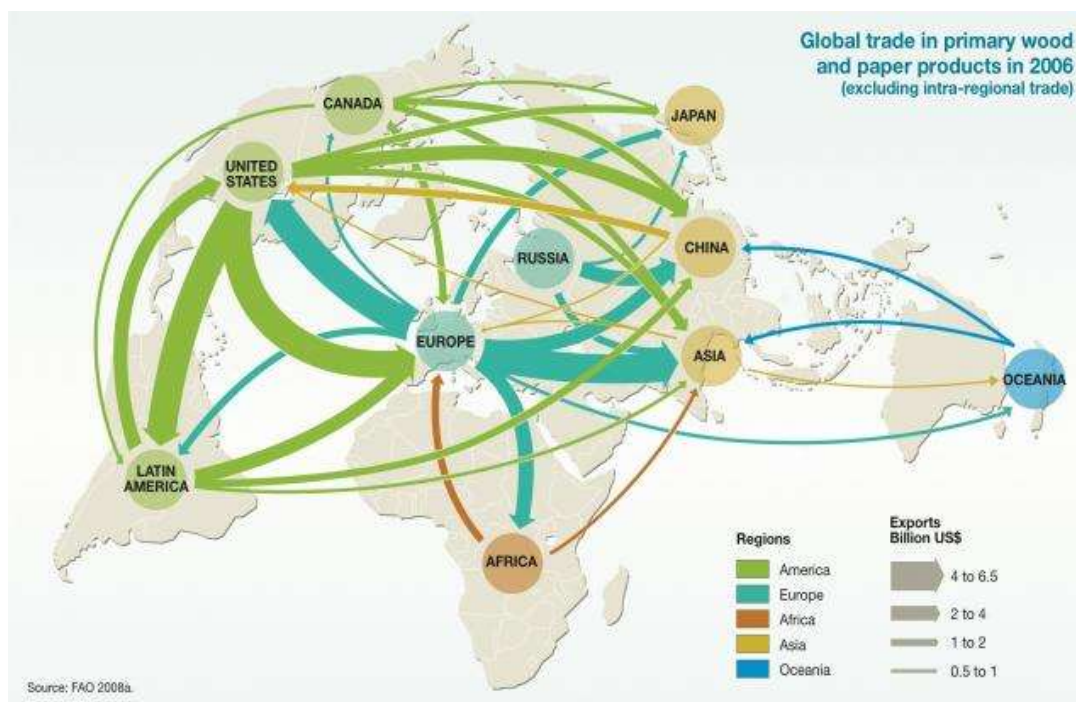 Global trade in primary wood
and paper products in 2006
(excluding intra-regional trade)
CANADA
JAPAN
UNITED
STATES
CHINA
RUSSIA
EUROPE
ASIA
OCEANIA
LATIN
AMERICA
AFRICA
Regions
America
Europe
Africa
Asia
Oceania
Exports
Billion US$
4 to 6.5
2 to 4
1 to 2
0.5 to 1
Source: FAO 2008a.